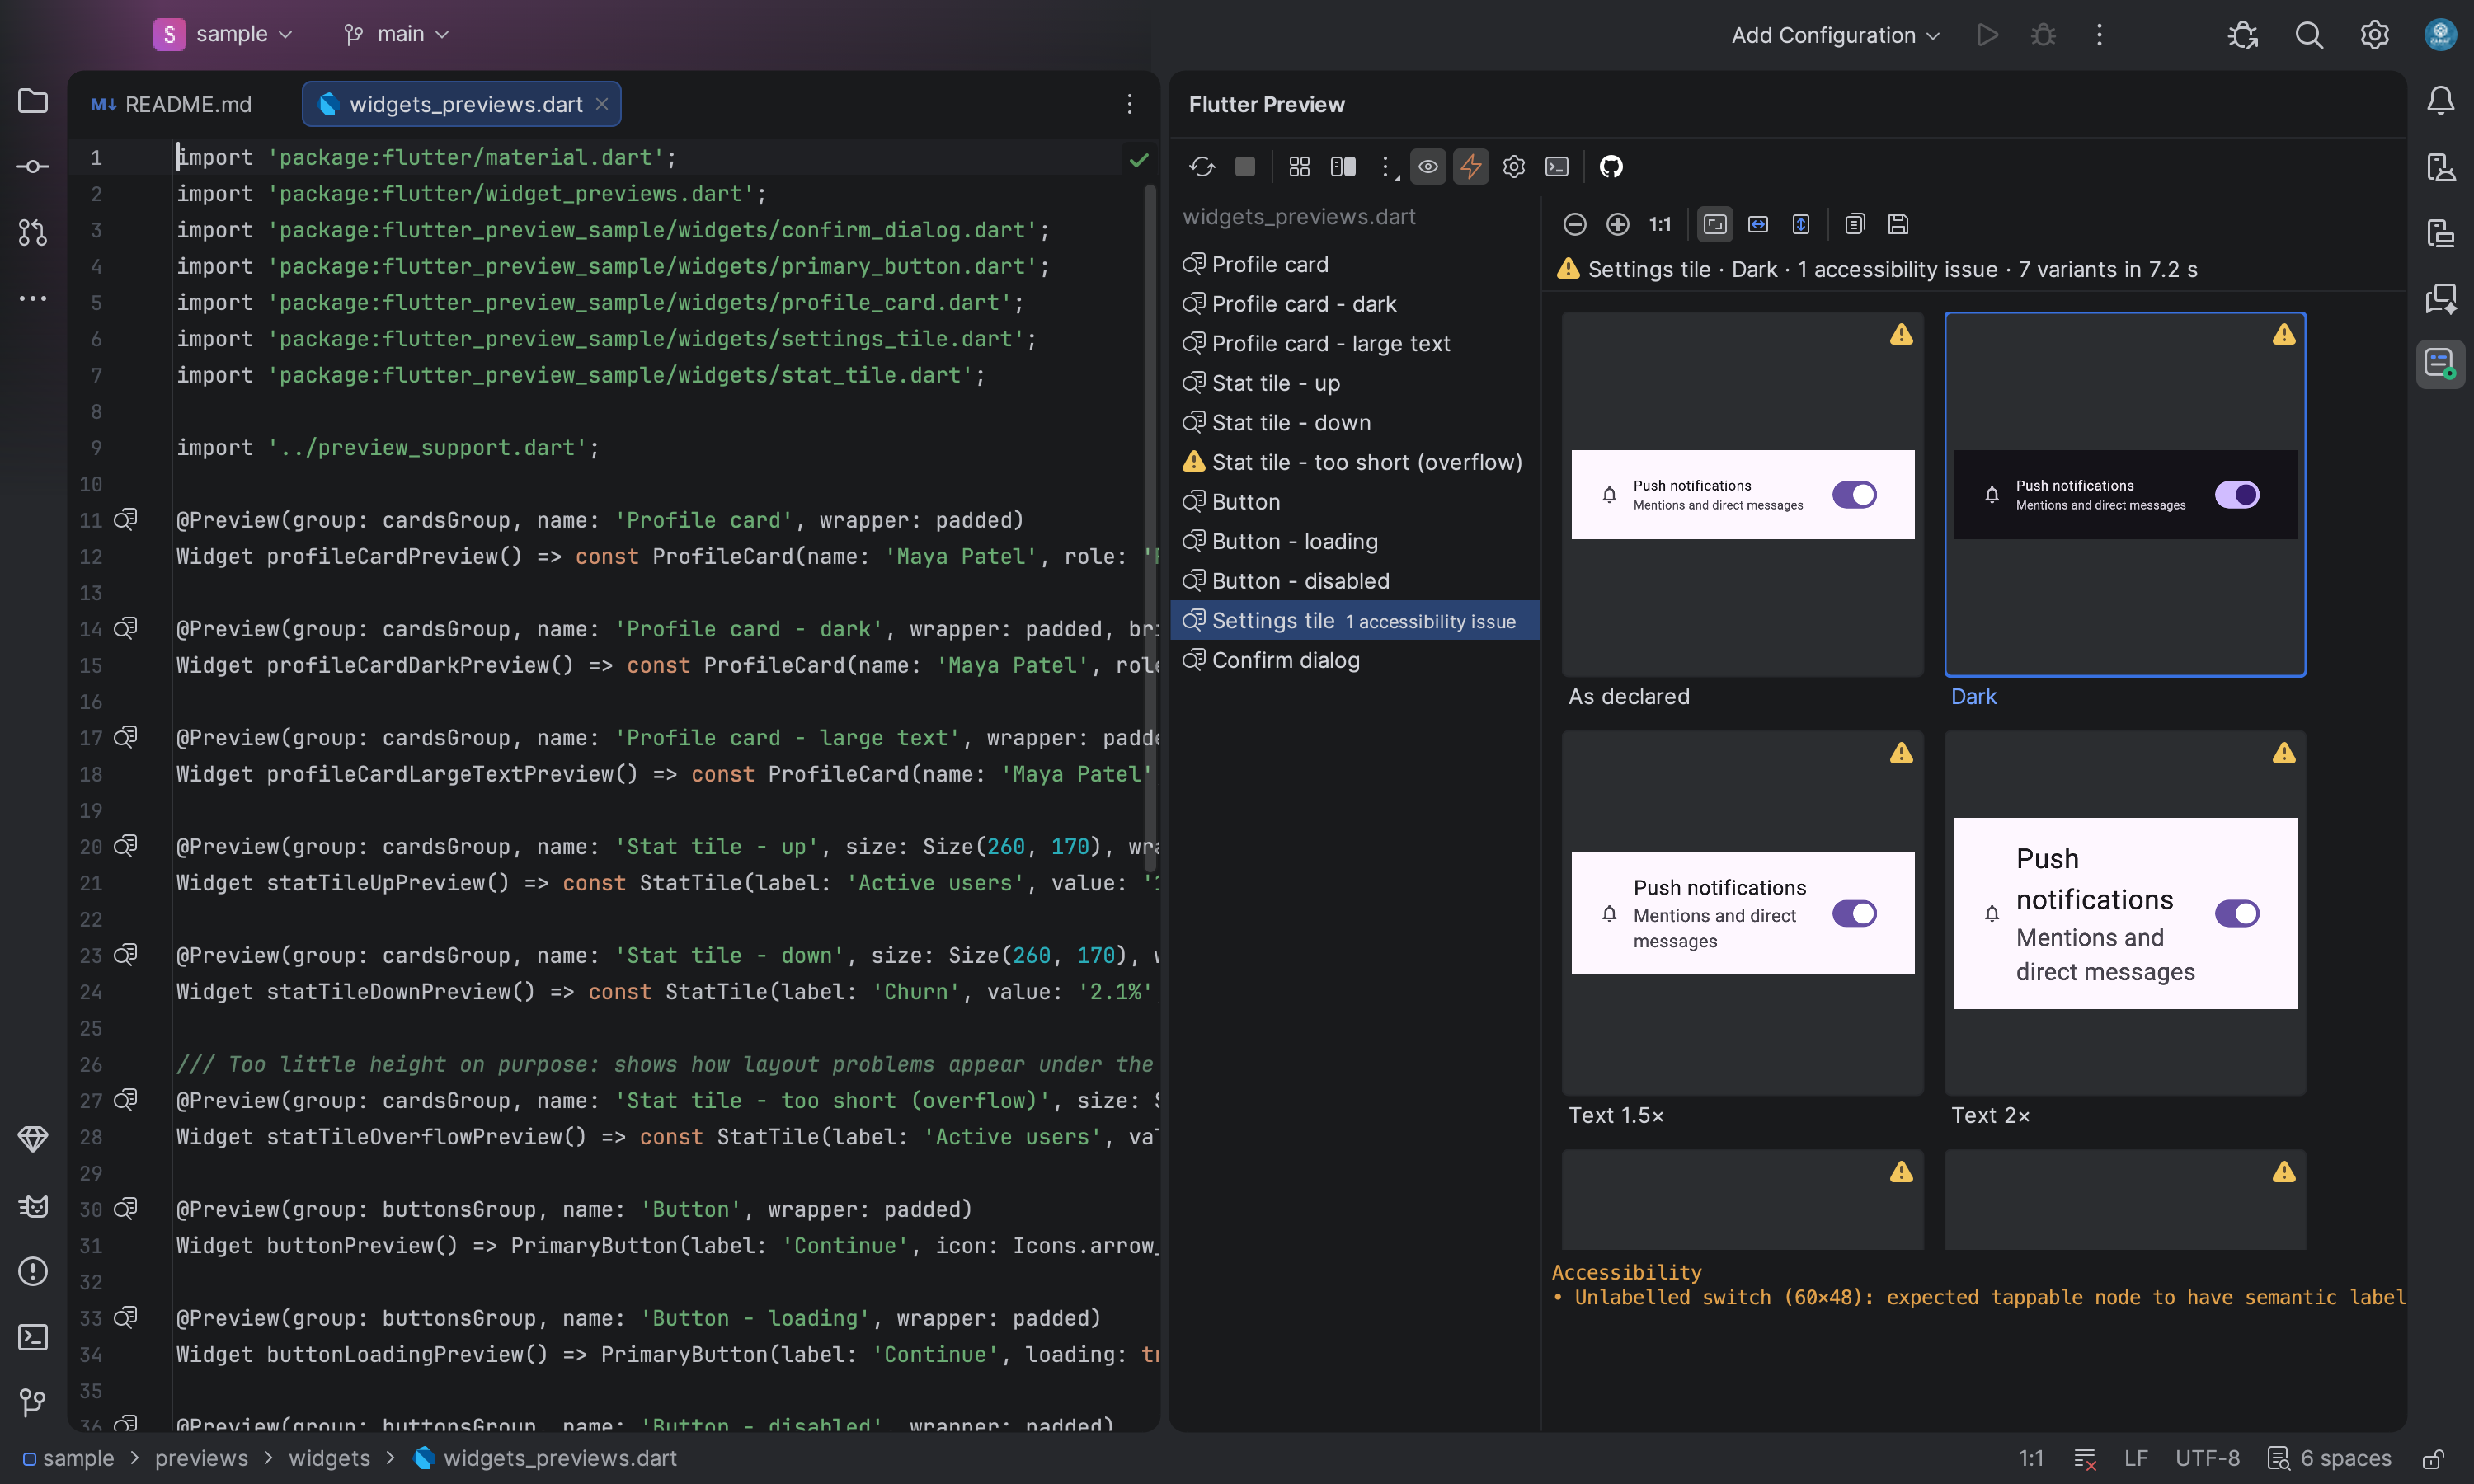 S sample main Add Configuration
M↓ README.md widgets_previews.dart
1 import 'package:flutter/material.dart';
2 import 'package:flutter/widget_previews.dart';
3 import 'package:flutter_preview_sample/widgets/confirm_dialog.dart';
4 import 'package:flutter_preview_sample/widgets/primary_button.dart';
5 import 'package:flutter_preview_sample/widgets/profile_card.dart';
6 import 'package:flutter_preview_sample/widgets/settings_tile.dart';
7 import 'package:flutter_preview_sample/widgets/stat_tile.dart';
8
9 import '../preview_support.dart';
10
11 @Preview(group: cardsGroup, name: 'Profile card', wrapper: padded)
12 Widget profileCardPreview() => const ProfileCard(name: 'Maya Patel', role: '
13
14 @Preview(group: cardsGroup, name: 'Profile card - dark', wrapper: padded, br
15 Widget profileCardDarkPreview() => const ProfileCard(name: 'Maya Patel', role
16
17 @Preview(group: cardsGroup, name: 'Profile card - large text', wrapper: padde
18 Widget profileCardLargeTextPreview() => const ProfileCard(name: 'Maya Patel'
19
20 @Preview(group: cardsGroup, name: 'Stat tile - up', size: Size(260, 170), wra
21 Widget statTileUpPreview() => const StatTile(label: 'Active users', value: '
22
23 @Preview(group: cardsGroup, name: 'Stat tile - down', size: Size(260, 170), w
24 Widget statTileDownPreview() => const StatTile(label: 'Churn', value: '2.1%',
25
26 /// Too little height on purpose: shows how layout problems appear under the
27 @Preview(group: cardsGroup, name: 'Stat tile - too short (overflow)', size: S
28 Widget statTileOverflowPreview() => const StatTile(label: 'Active users', val
29
30 @Preview(group: buttonsGroup, name: 'Button', wrapper: padded)
31 Widget buttonPreview() => PrimaryButton(label: 'Continue', icon: Icons.arrow_
32
33 @Preview(group: buttonsGroup, name: 'Button - loading', wrapper: padded)
34 Widget buttonLoadingPreview() => PrimaryButton(label: 'Continue', loading: tr
35
36 @Preview(group: buttonsGroup, name: 'Button - disabled', wrapper: padded)
Flutter Preview
widgets_previews.dart
Profile card
Profile card - dark
Profile card - large text
Stat tile - up
Stat tile - down
Stat tile - too short (overflow)
Button
Button - loading
Button - disabled
Settings tile 1 accessibility issue
Confirm dialog
1:1
Settings tile · Dark · 1 accessibility issue · 7 variants in 7.2 s
Push notifications
Mentions and direct messages
As declared
Push notifications
Mentions and direct messages
Dark
Push notifications
Mentions and direct
messages
Text 1.5×
Push
notifications
Mentions and
direct messages
Text 2×
Accessibility
• Unlabelled switch (60×48): expected tappable node to have semantic label
sample > previews > widgets > widgets_previews.dart
1:1 LF UTF-8 6 spaces